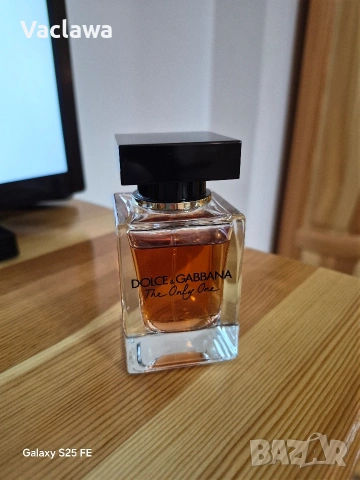 Vaclawa
DOLCE & GABBANA
The Only One
Galaxy S25 FE
BAZAR